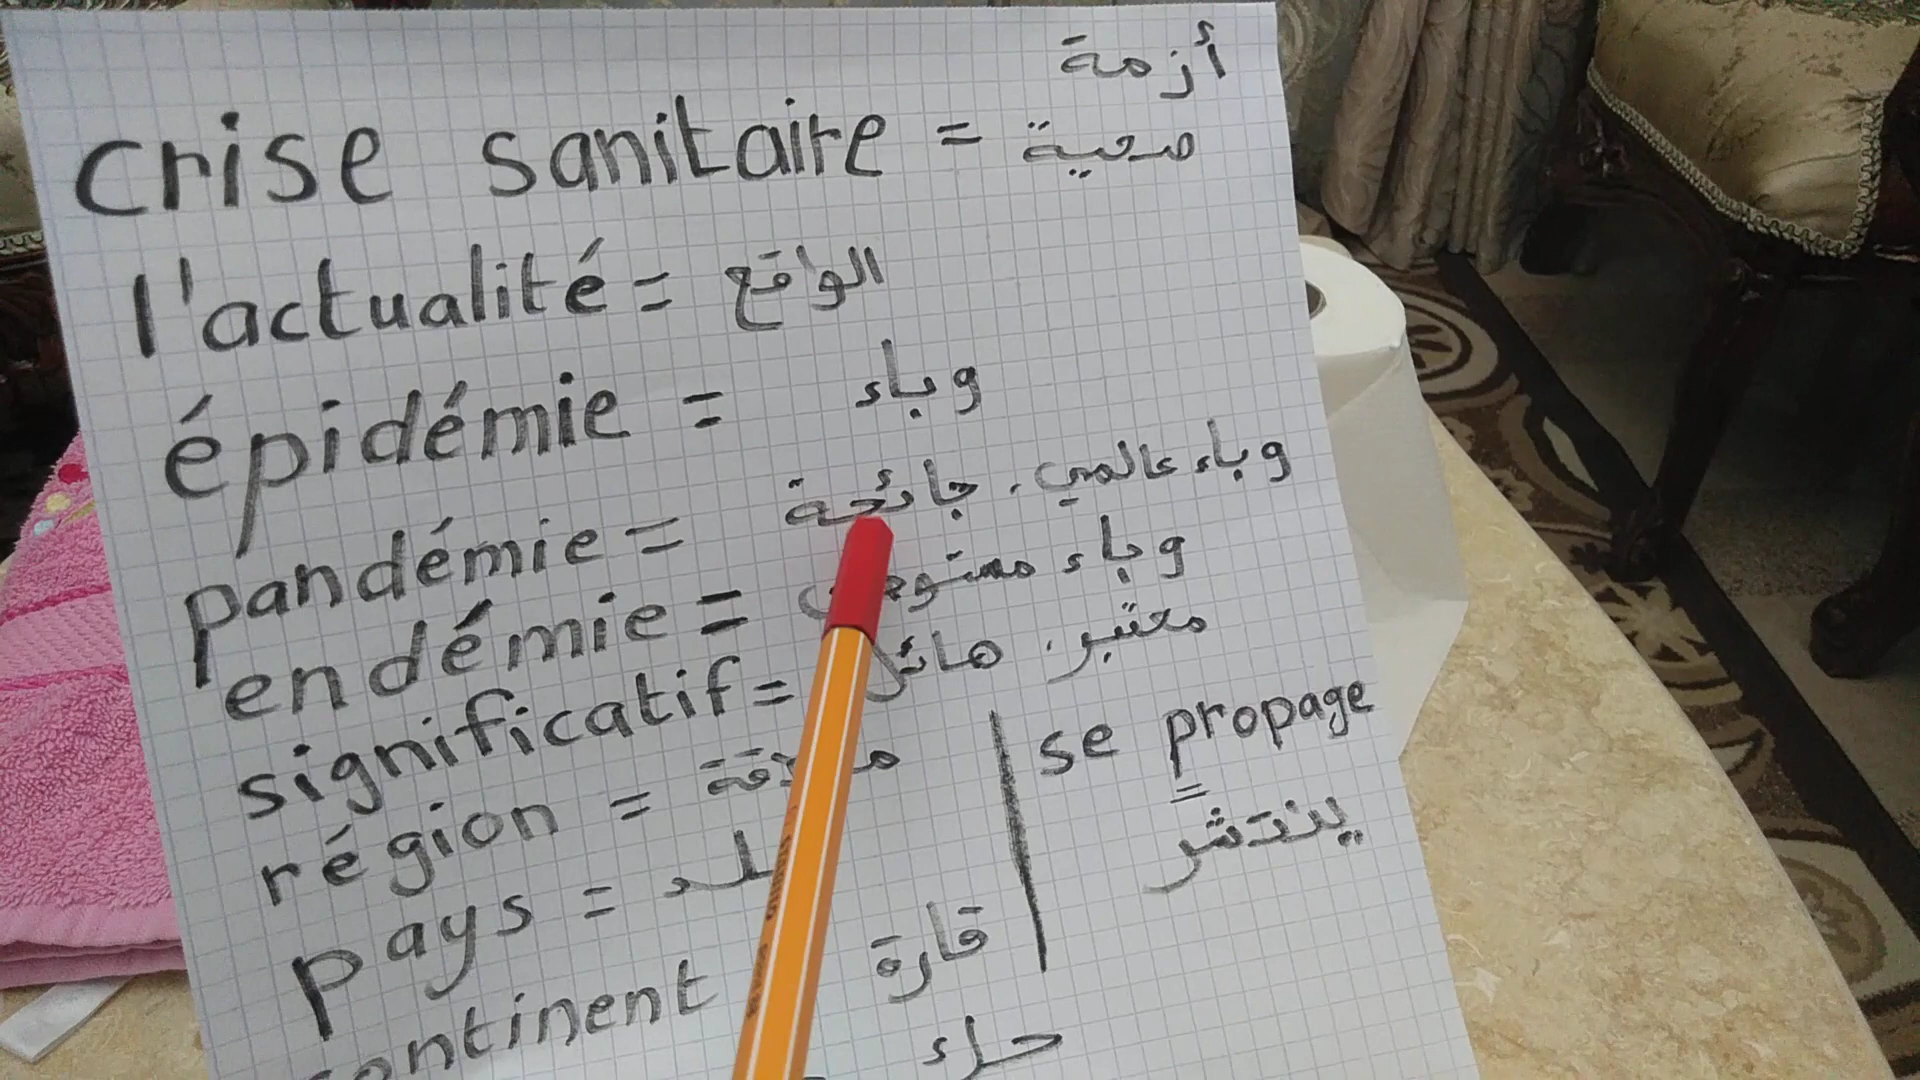 أزمة
crise sanitaire = صحية
l'actualité = الواقع
épidémie = وباء
pandémie = وباء عالمي، جائحة
endémie = وباء
significatif = معتبر، هائل
région =
pays =
continent قارة
se propage
=
ينتشر